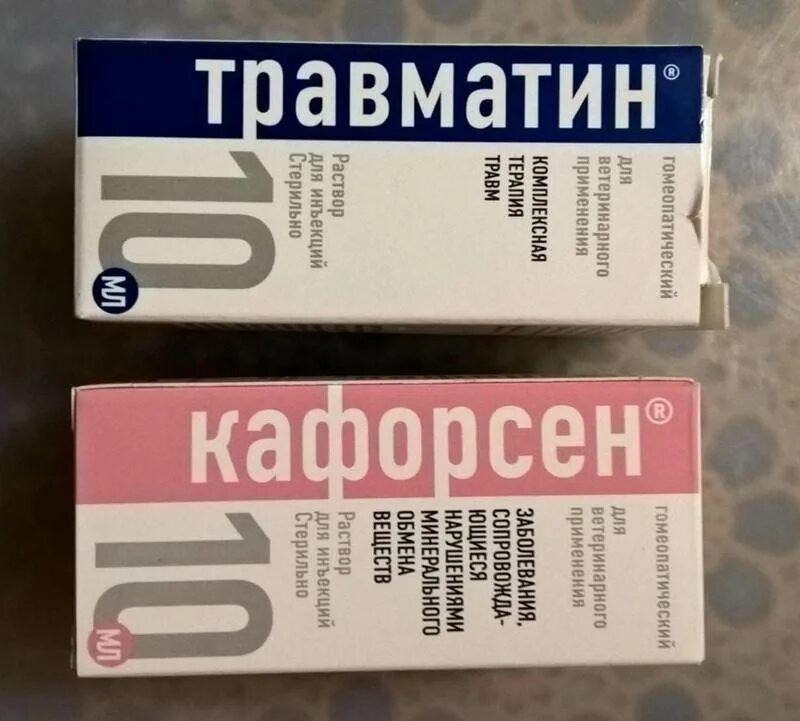 травматин®
гомеопатический
для
ветеринарного
применения
КОМПЛЕКСНАЯ
ТЕРАПИЯ
ТРАВМ
Раствор
для инъекций
Стерильно
10
МЛ
кафорсен®
гомеопатический
для
ветеринарного
применения
ЗАБОЛЕВАНИЯ,
СОПРОВОЖДА-
ЮЩИЕСЯ
НАРУШЕНИЯМИ
МИНЕРАЛЬНОГО
ОБМЕНА
ВЕЩЕСТВ
Раствор
для инъекций
Стерильно
10
МЛ